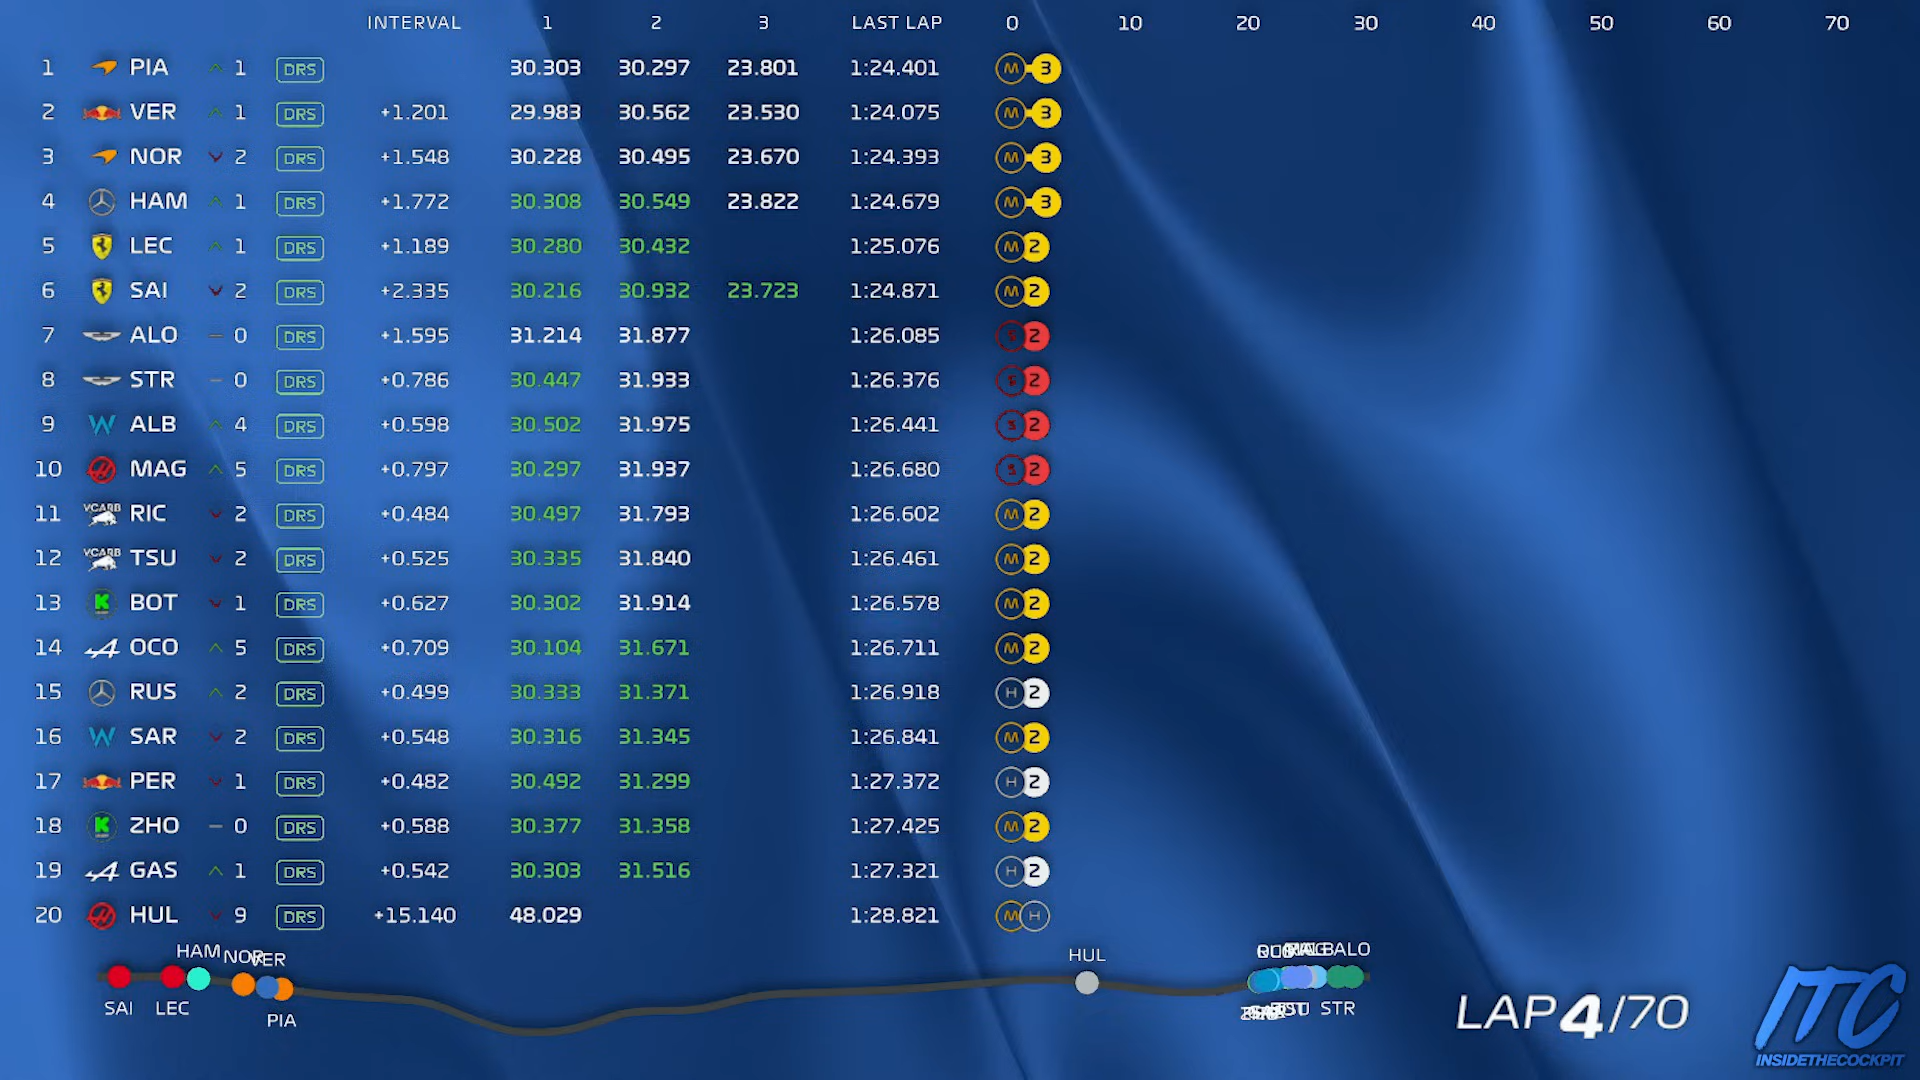 INTERVAL 1 2 3 LAST LAP 0 10 20 30 40 50 60 70
1 PIA 1 DRS 30.303 30.297 23.801 1:24.401 M 3
2 VER 1 DRS +1.201 29.983 30.562 23.530 1:24.075 M 3
3 NOR 2 DRS +1.548 30.228 30.495 23.670 1:24.393 M 3
4 HAM 1 DRS +1.772 30.308 30.549 23.822 1:24.679 M 3
5 LEC 1 DRS +1.189 30.280 30.432 1:25.076 M 2
6 SAI 2 DRS +2.335 30.216 30.932 23.723 1:24.871 M 2
7 ALO 0 DRS +1.595 31.214 31.877 1:26.085 2
8 STR 0 DRS +0.786 30.447 31.933 1:26.376 2
9 ALB 4 DRS +0.598 30.502 31.975 1:26.441 2
10 MAG 5 DRS +0.797 30.297 31.937 1:26.680 2
11 VCARB RIC 2 DRS +0.484 30.497 31.793 1:26.602 M 2
12 VCARB TSU 2 DRS +0.525 30.335 31.840 1:26.461 M 2
13 K BOT 1 DRS +0.627 30.302 31.914 1:26.578 M 2
14 OCO 5 DRS +0.709 30.104 31.671 1:26.711 M 2
15 RUS 2 DRS +0.499 30.333 31.371 1:26.918 H 2
16 SAR 2 DRS +0.548 30.316 31.345 1:26.841 M 2
17 PER 1 DRS +0.482 30.492 31.299 1:27.372 H 2
18 K ZHO 0 DRS +0.588 30.377 31.358 1:27.425 M 2
19 GAS 1 DRS +0.542 30.303 31.516 1:27.321 H 2
20 HUL 9 DRS +15.140 48.029 1:28.821 M H
HAM NOR VER HUL ALO
SAI LEC PIA STR
LAP 4/70
ITC
INSIDETHECOCKPIT